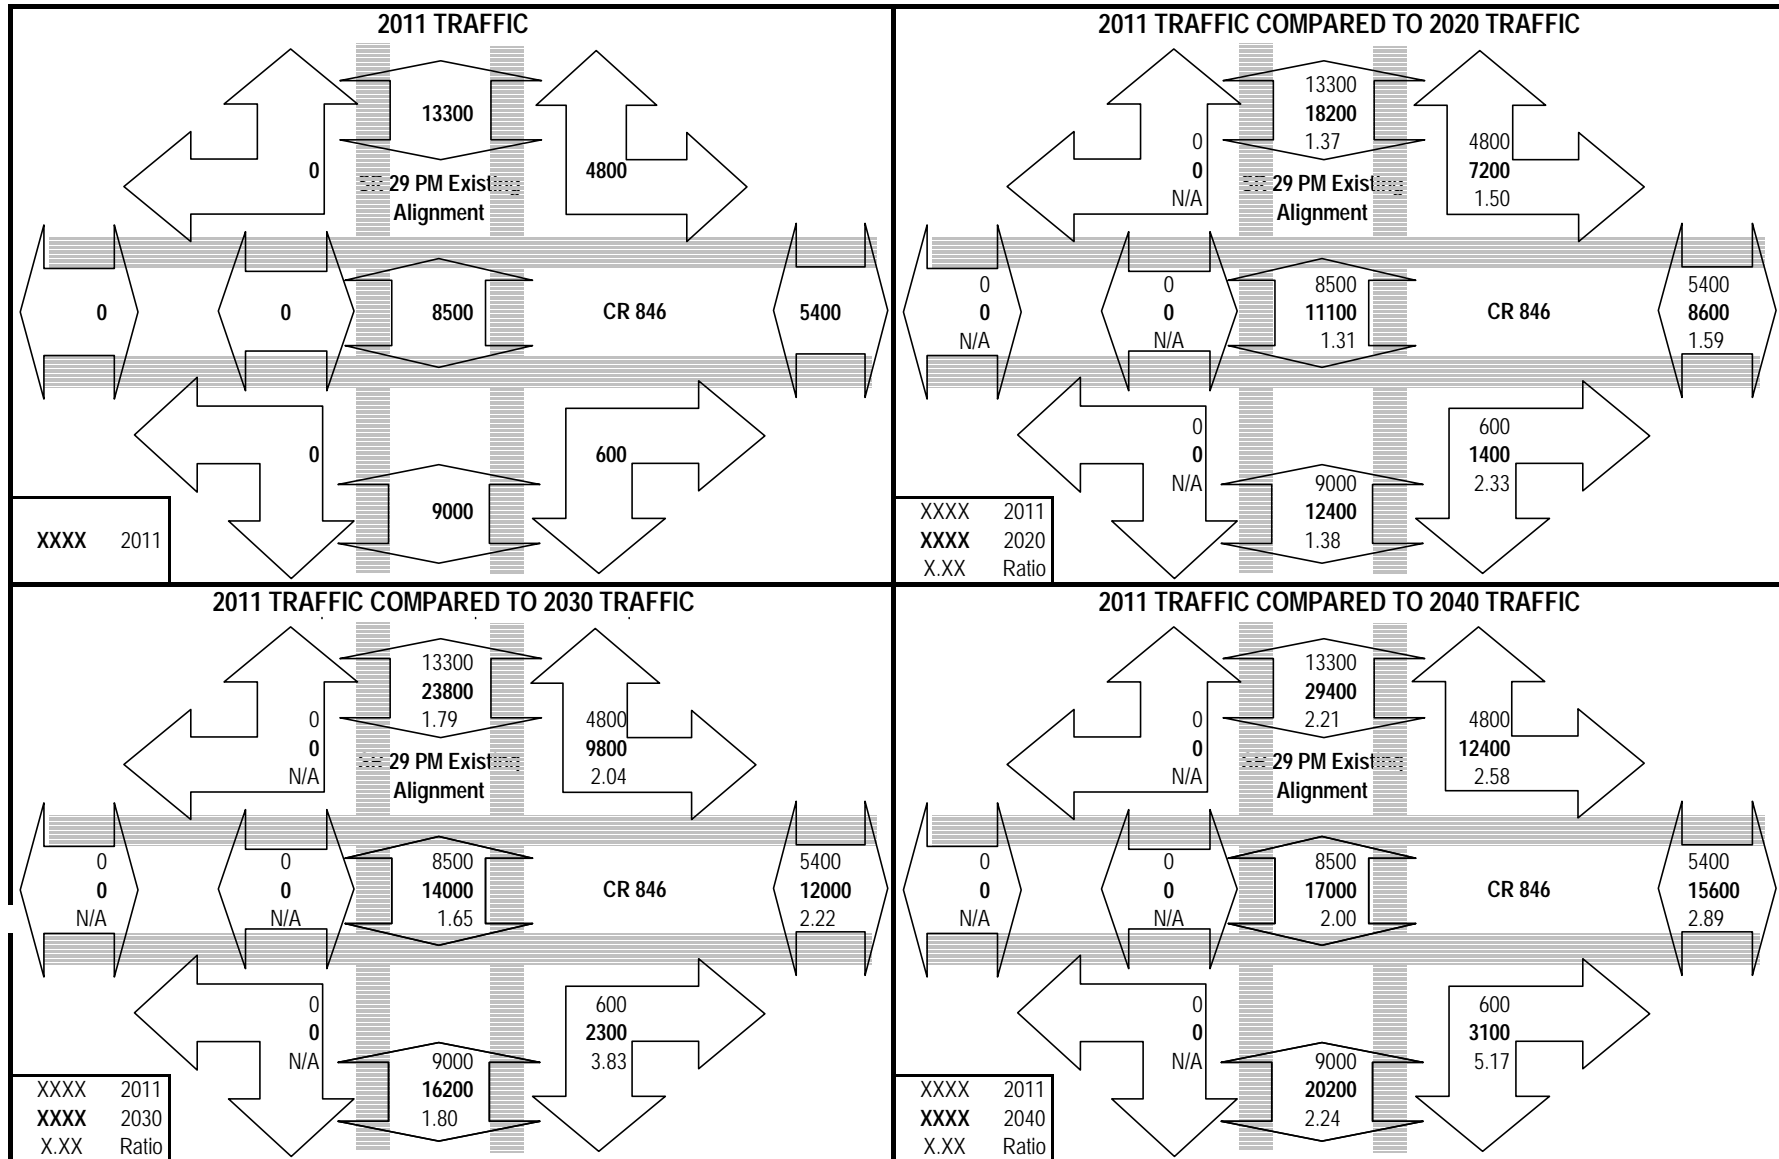 2011 TRAFFIC
13300
0
4800
29 PM Existing
Alignment
0
0
8500
CR 846
5400
0
600
9000
XXXX 2011
2011 TRAFFIC COMPARED TO 2020 TRAFFIC
13300
18200
1.37
0
0
N/A
4800
7200
1.50
29 PM Existing
Alignment
0
0
N/A
0
0
N/A
8500
11100
1.31
CR 846
5400
8600
1.59
0
0
N/A
600
1400
2.33
9000
12400
1.38
XXXX 2011
XXXX 2020
X.XX Ratio
2011 TRAFFIC COMPARED TO 2030 TRAFFIC
13300
23800
1.79
0
0
N/A
4800
9800
2.04
29 PM Existing
Alignment
0
0
N/A
0
0
N/A
8500
14000
1.65
CR 846
5400
12000
2.22
0
0
N/A
600
2300
3.83
9000
16200
1.80
XXXX 2011
XXXX 2030
X.XX Ratio
2011 TRAFFIC COMPARED TO 2040 TRAFFIC
13300
29400
2.21
0
0
N/A
4800
12400
2.58
29 PM Existing
Alignment
0
0
N/A
0
0
N/A
8500
17000
2.00
CR 846
5400
15600
2.89
0
0
N/A
600
3100
5.17
9000
20200
2.24
XXXX 2011
XXXX 2040
X.XX Ratio